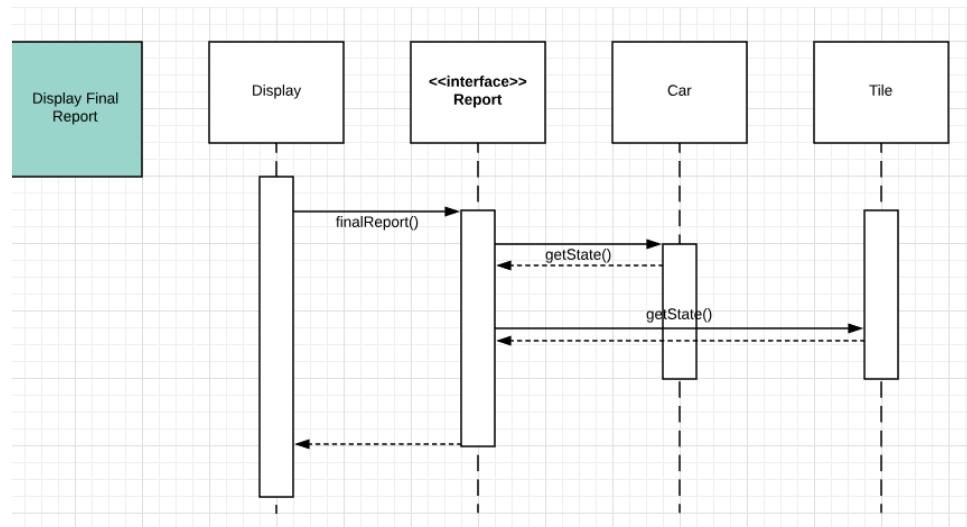 Display Final
Report
Display
<<interface>>
Report
Car
Tile
finalReport()
getState()
getState()